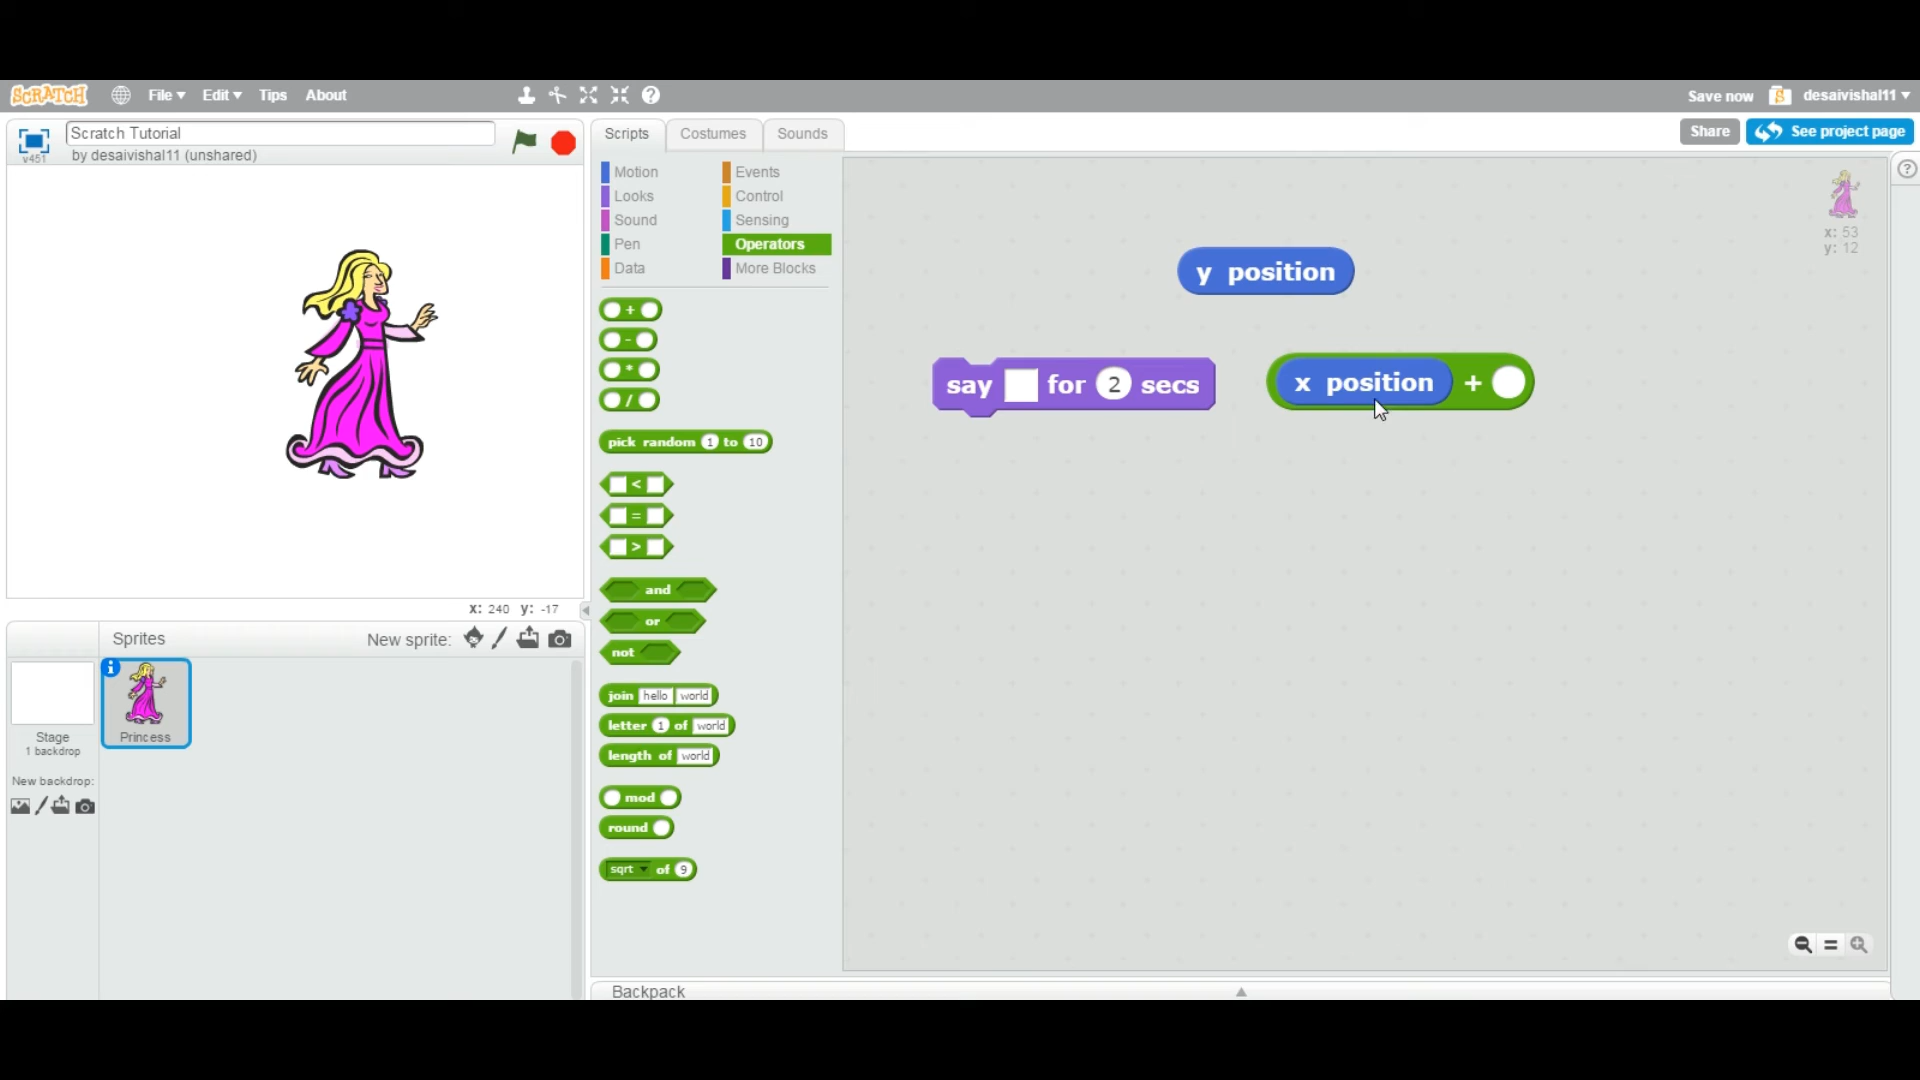 SCRATCH File Edit Tips About Save now desaivishal11
v451 Scratch Tutorial
by desaivishal11 (unshared)
Scripts Costumes Sounds Share See project page
Motion Events
Looks Control
Sound Sensing
Pen Operators
Data More Blocks
+
-
*
/
pick random 1 to 10
<
=
>
and
or
not
join hello world
letter 1 of world
length of world
mod
round
sqrt of 9
y position
say for 2 secs
x position +
x: 53
y: 12
x: 240 y: -17
Sprites New sprite:
Stage
1 backdrop
New backdrop:
Princess
Backpack